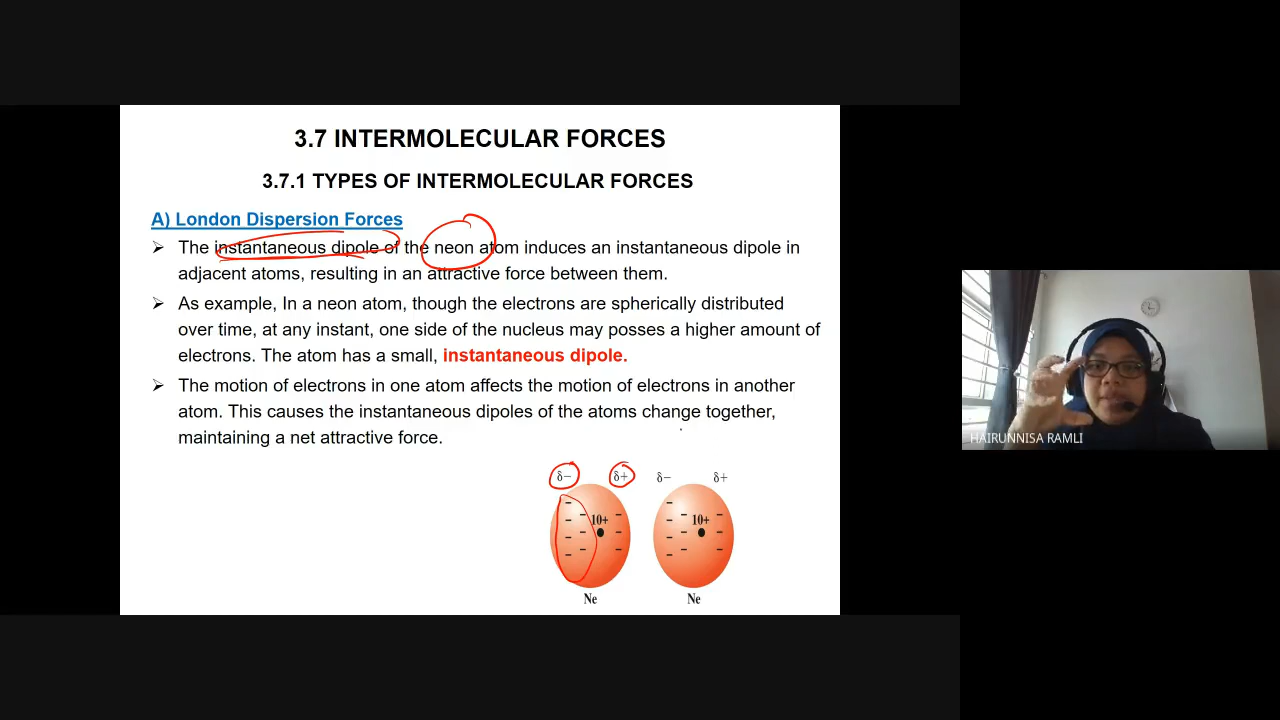 3.7 INTERMOLECULAR FORCES
3.7.1 TYPES OF INTERMOLECULAR FORCES
A) London Dispersion Forces
➢ The instantaneous dipole of the neon atom induces an instantaneous dipole in
adjacent atoms, resulting in an attractive force between them.
➢ As example, In a neon atom, though the electrons are spherically distributed
over time, at any instant, one side of the nucleus may posses a higher amount of
electrons. The atom has a small, instantaneous dipole.
➢ The motion of electrons in one atom affects the motion of electrons in another
atom. This causes the instantaneous dipoles of the atoms change together,
maintaining a net attractive force.
δ− δ+ δ− δ+
10+ 10+
Ne Ne
HAIRUNNISA RAMLI